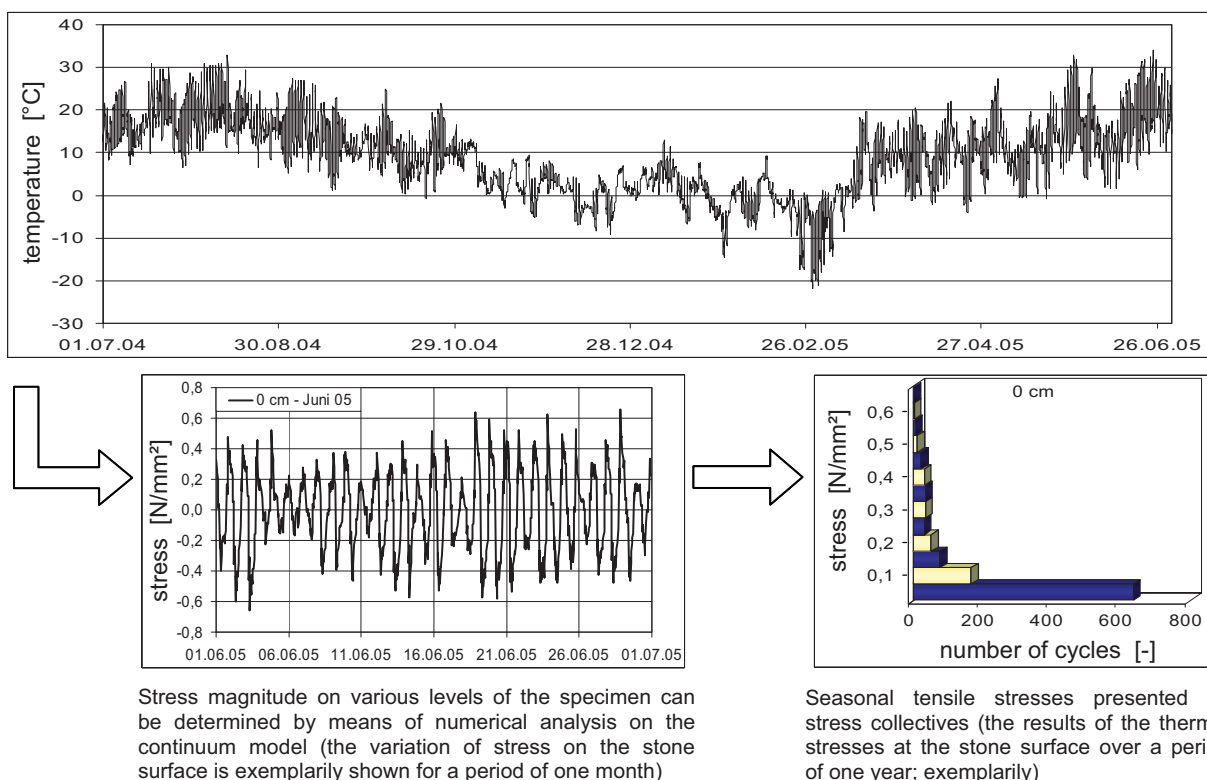 40
30
20
10
0
-10
-20
-30
temperature [°C]
01.07.04 30.08.04 29.10.04 28.12.04 26.02.05 27.04.05 26.06.05
0,8
0,6
0,4
0,2
0,0
-0,2
-0,4
-0,6
-0,8
stress [N/mm²]
0 cm - Juni 05
01.06.05 06.06.05 11.06.05 16.06.05 21.06.05 26.06.05 01.07.05
0 cm
0,6
0,5
0,4
0,3
0,2
0,1
stress [N/mm²]
0 200 400 600 800
number of cycles [-]
Stress magnitude on various levels of the specimen can
be determined by means of numerical analysis on the
continuum model (the variation of stress on the stone
surface is exemplarily shown for a period of one month)
Seasonal tensile stresses presented
stress collectives (the results of the therm
stresses at the stone surface over a peri
of one year; exemplarily)